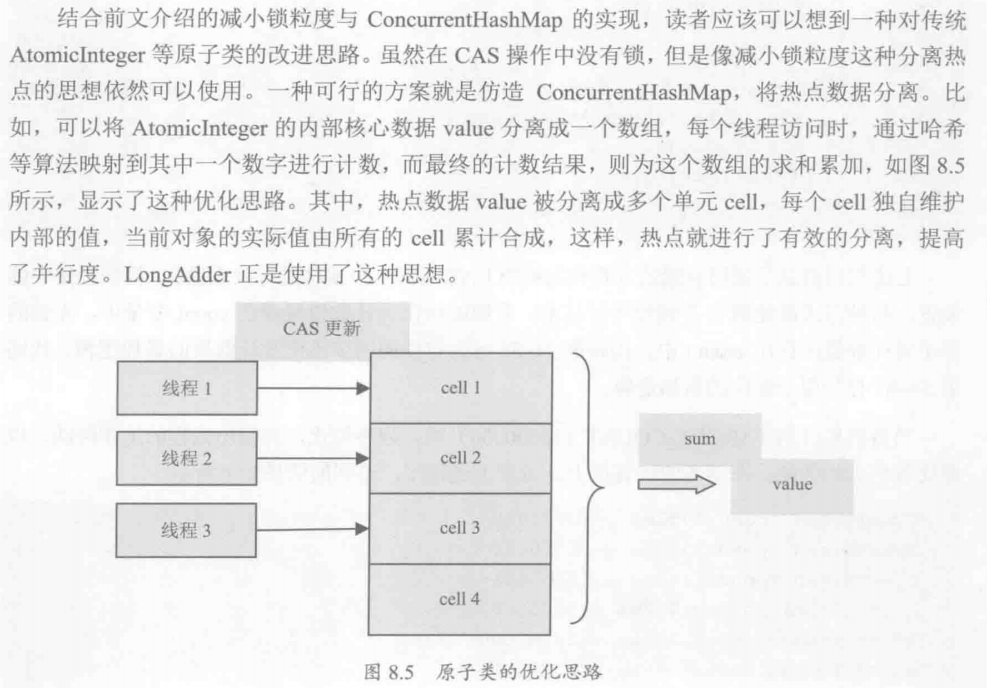 结合前文介绍的减小锁粒度与 ConcurrentHashMap 的实现，读者应该可以想到一种对传统
AtomicInteger 等原子类的改进思路。虽然在 CAS 操作中没有锁，但是像减小锁粒度这种分离热
点的思想依然可以使用。一种可行的方案就是仿造 ConcurrentHashMap，将热点数据分离。比
如，可以将 AtomicInteger 的内部核心数据 value 分离成一个数组，每个线程访问时，通过哈希
等算法映射到其中一个数字进行计数，而最终的计数结果，则为这个数组的求和累加，如图 8.5
所示，显示了这种优化思路。其中，热点数据 value 被分离成多个单元 cell，每个 cell 独自维护
内部的值，当前对象的实际值由所有的 cell 累计合成，这样，热点就进行了有效的分离，提高
了并行度。LongAdder 正是使用了这种思想。
CAS 更新
线程 1
cell 1
线程 2
cell 2
线程 3
cell 3
cell 4
sum
value
图 8.5 原子类的优化思路